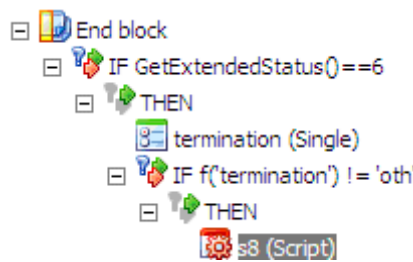 End block
IF GetExtendedStatus()==6
THEN
termination (Single)
IF f('termination') != 'oth'
THEN
s8 (Script)